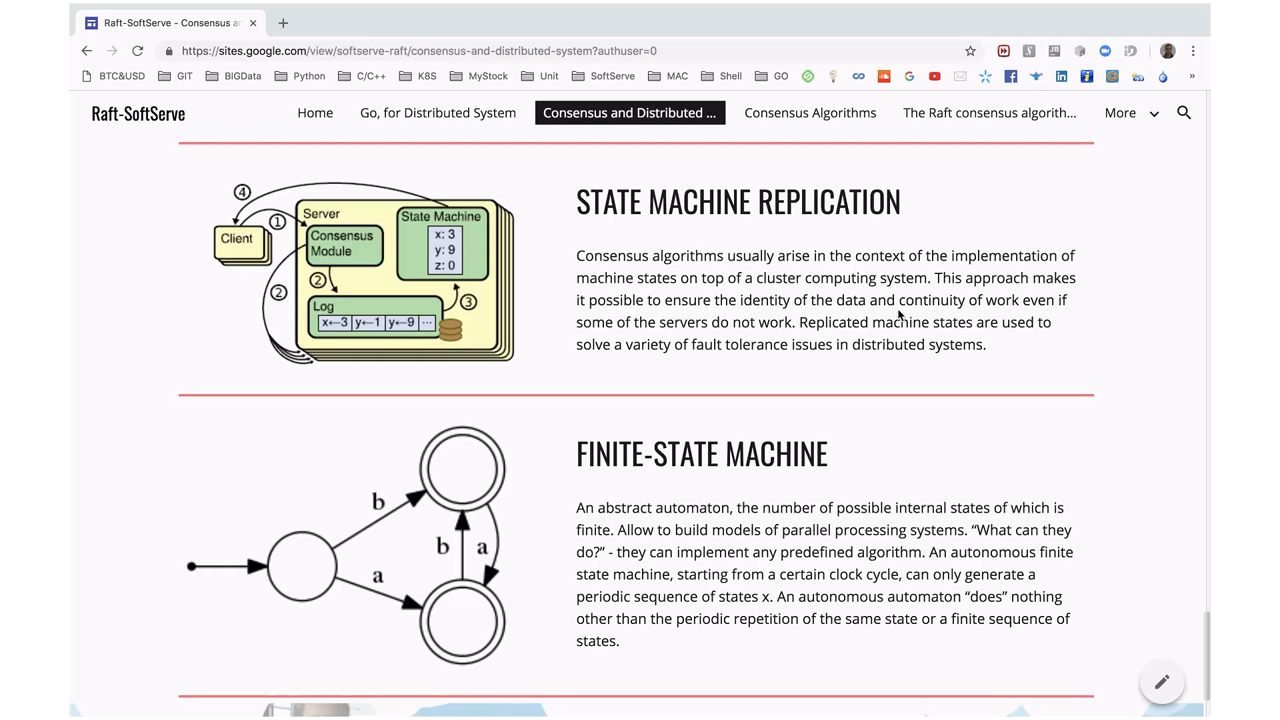 Raft-SoftServe - Consensus an
https://sites.google.com/view/softserve-raft/consensus-and-distributed-system?authuser=0
BTC&USD GIT BIGData Python C/C++ K8S MyStock Unit SoftServe MAC Shell GO »
Raft-SoftServe Home Go, for Distributed System Consensus and Distributed ... Consensus Algorithms The Raft consensus algorith... More
STATE MACHINE REPLICATION
Consensus algorithms usually arise in the context of the implementation of
machine states on top of a cluster computing system. This approach makes
it possible to ensure the identity of the data and continuity of work even if
some of the servers do not work. Replicated machine states are used to
solve a variety of fault tolerance issues in distributed systems.
4
1
Client
Server
Consensus
Module
State Machine
x: 3
y: 9
z: 0
2
2
3
Log
x←3 y←1 y←9 ...
FINITE-STATE MACHINE
An abstract automaton, the number of possible internal states of which is
finite. Allow to build models of parallel processing systems. “What can they
do?” - they can implement any predefined algorithm. An autonomous finite
state machine, starting from a certain clock cycle, can only generate a
periodic sequence of states x. An autonomous automaton “does” nothing
other than the periodic repetition of the same state or a finite sequence of
states.
b
b a
a